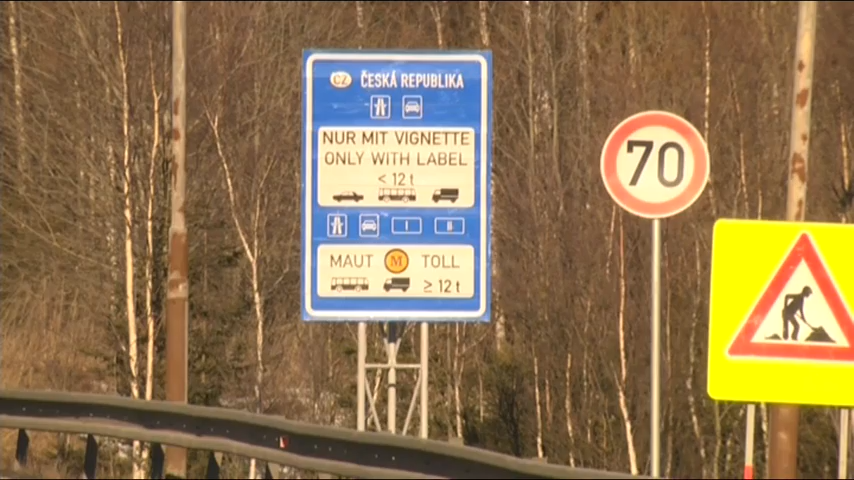 CZ ČESKÁ REPUBLIKA
NUR MIT VIGNETTE
ONLY WITH LABEL
< 12 t
I II
MAUT M TOLL
≥ 12 t
70